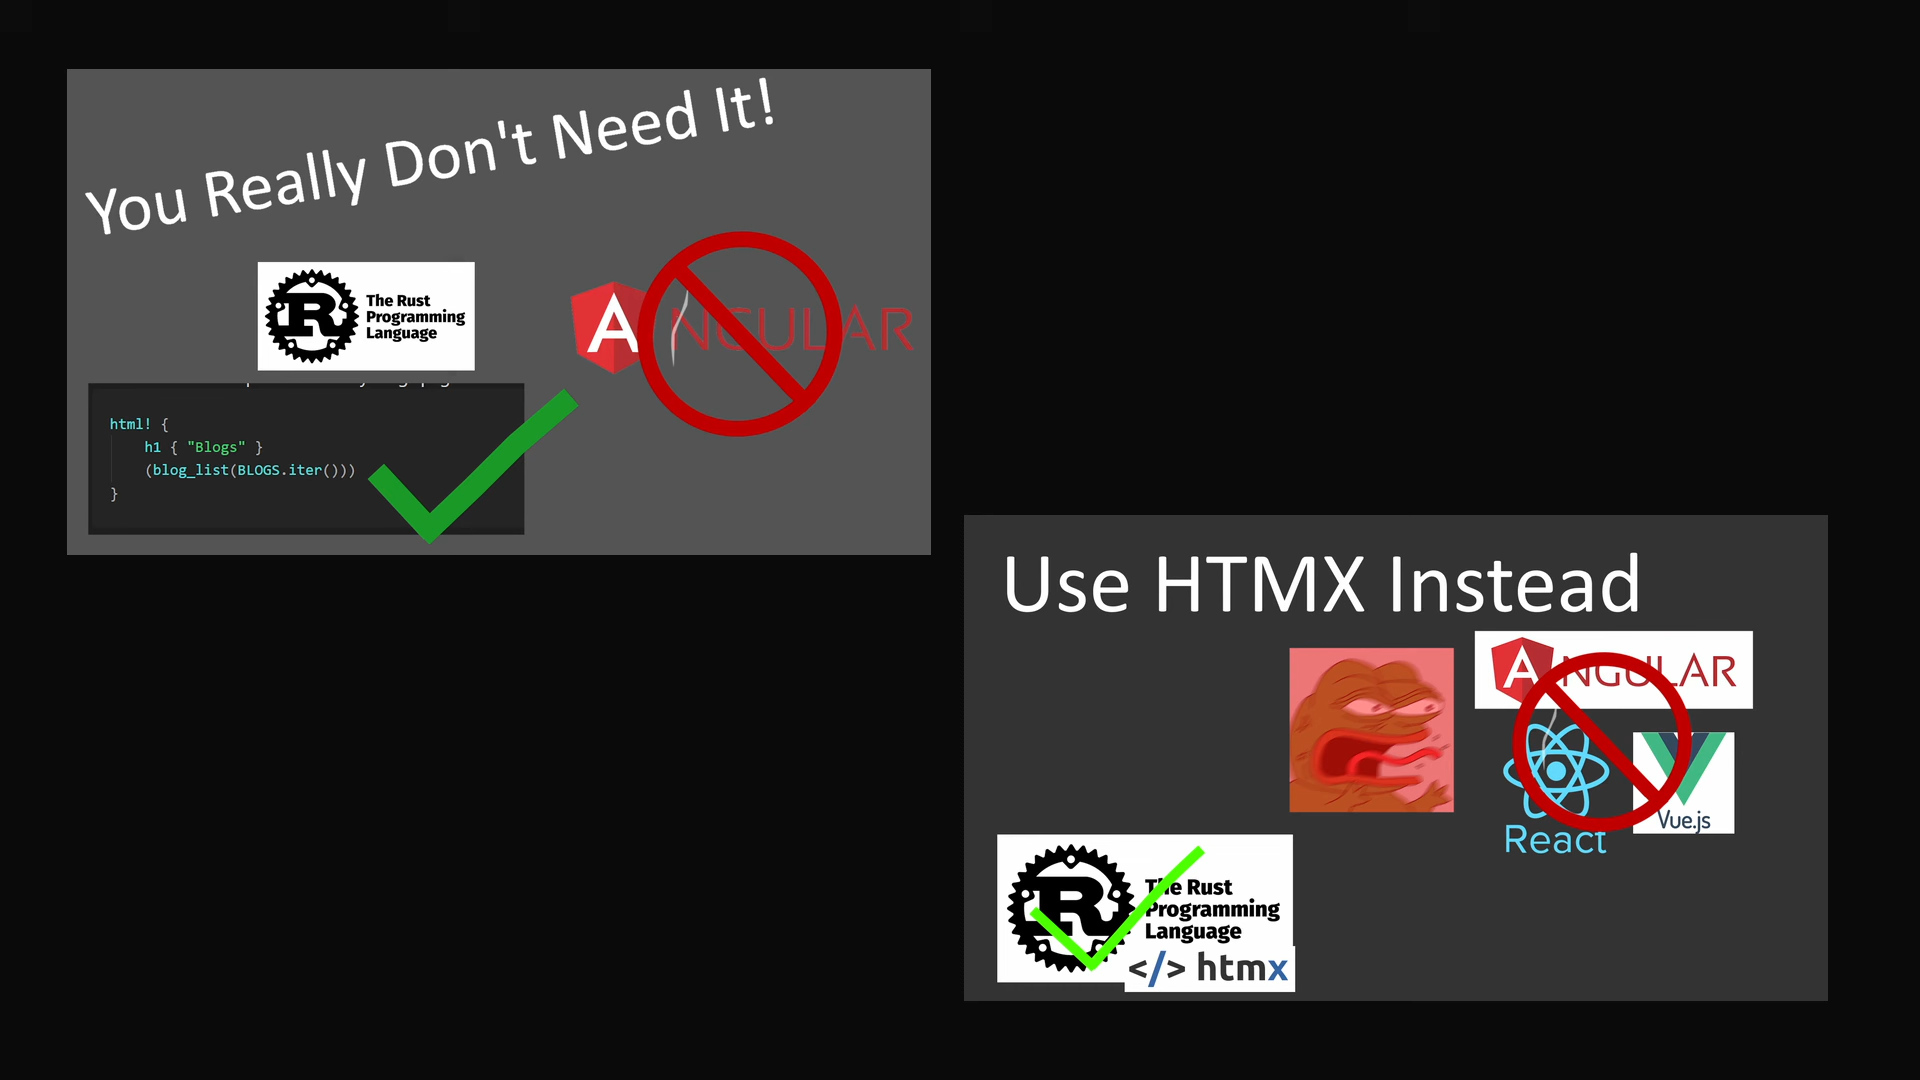 You Really Don't Need It!
The Rust
Programming
Language
ANGULAR
html! {
h1 { "Blogs" }
(blog_list(BLOGS.iter()))
}
Use HTMX Instead
ANGULAR
React
Vue.js
The Rust
Programming
Language
</> htmx